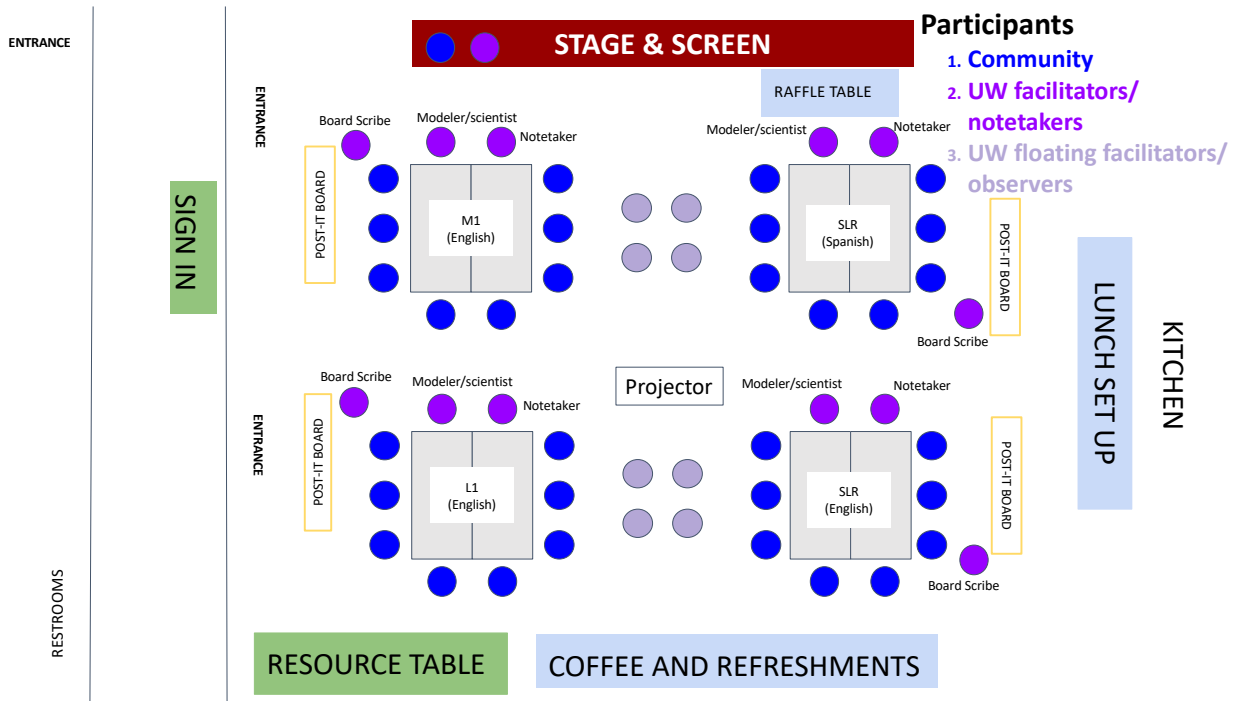 ENTRANCE
STAGE & SCREEN
Participants
1. Community
2. UW facilitators/
notetakers
3. UW floating facilitators/
observers
ENTRANCE
RAFFLE TABLE
Board Scribe
Modeler/scientist
Notetaker
Modeler/scientist
Notetaker
SIGN IN
POST-IT BOARD
M1
(English)
SLR
(Spanish)
POST-IT BOARD
Board Scribe
LUNCH SET UP
KITCHEN
Board Scribe
Modeler/scientist
Notetaker
Projector
Modeler/scientist
Notetaker
ENTRANCE
POST-IT BOARD
L1
(English)
SLR
(English)
POST-IT BOARD
Board Scribe
RESTROOMS
RESOURCE TABLE
COFFEE AND REFRESHMENTS